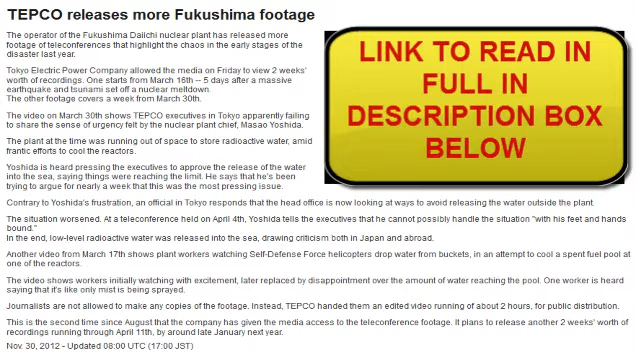 TEPCO releases more Fukushima footage
The operator of the Fukushima Daiichi nuclear plant has released more
footage of teleconferences that highlight the chaos in the early stages of the
disaster last year.
Tokyo Electric Power Company allowed the media on Friday to view 2 weeks'
worth of recordings. One starts from March 16th -- 5 days after a massive
earthquake and tsunami set off a nuclear meltdown.
The other footage covers a week from March 30th.
The video on March 30th shows TEPCO executives in Tokyo apparently failing
to share the sense of urgency felt by the nuclear plant chief, Masao Yoshida.
The plant at the time was running out of space to store radioactive water, amid
frantic efforts to cool the reactors.
Yoshida is heard pressing the executives to approve the release of the water
into the sea, saying things were reaching the limit. He says that he's been
trying to argue for nearly a week that this was the most pressing issue.
LINK TO READ IN
FULL IN
DESCRIPTION BOX
BELOW
Contrary to Yoshida's frustration, an official in Tokyo responds that the head office is now looking at ways to avoid releasing the water outside the plant.
The situation worsened. At a teleconference held on April 4th, Yoshida tells the executives that he cannot possibly handle the situation "with his feet and hands
bound."
In the end, low-level radioactive water was released into the sea, drawing criticism both in Japan and abroad.
Another video from March 17th shows plant workers watching Self-Defense Force helicopters drop water from buckets, in an attempt to cool a spent fuel pool at
one of the reactors.
The video shows workers initially watching with excitement, later replaced by disappointment over the amount of water reaching the pool. One worker is heard
saying that it's like only mist is being sprayed.
Journalists are not allowed to make any copies of the footage. Instead, TEPCO handed them an edited video running of about 2 hours, for public distribution.
This is the second time since August that the company has given the media access to the teleconference footage. It plans to release another 2 weeks' worth of
recordings running through April 11th, by around late January next year.
Nov. 30, 2012 - Updated 08:00 UTC (17:00 JST)